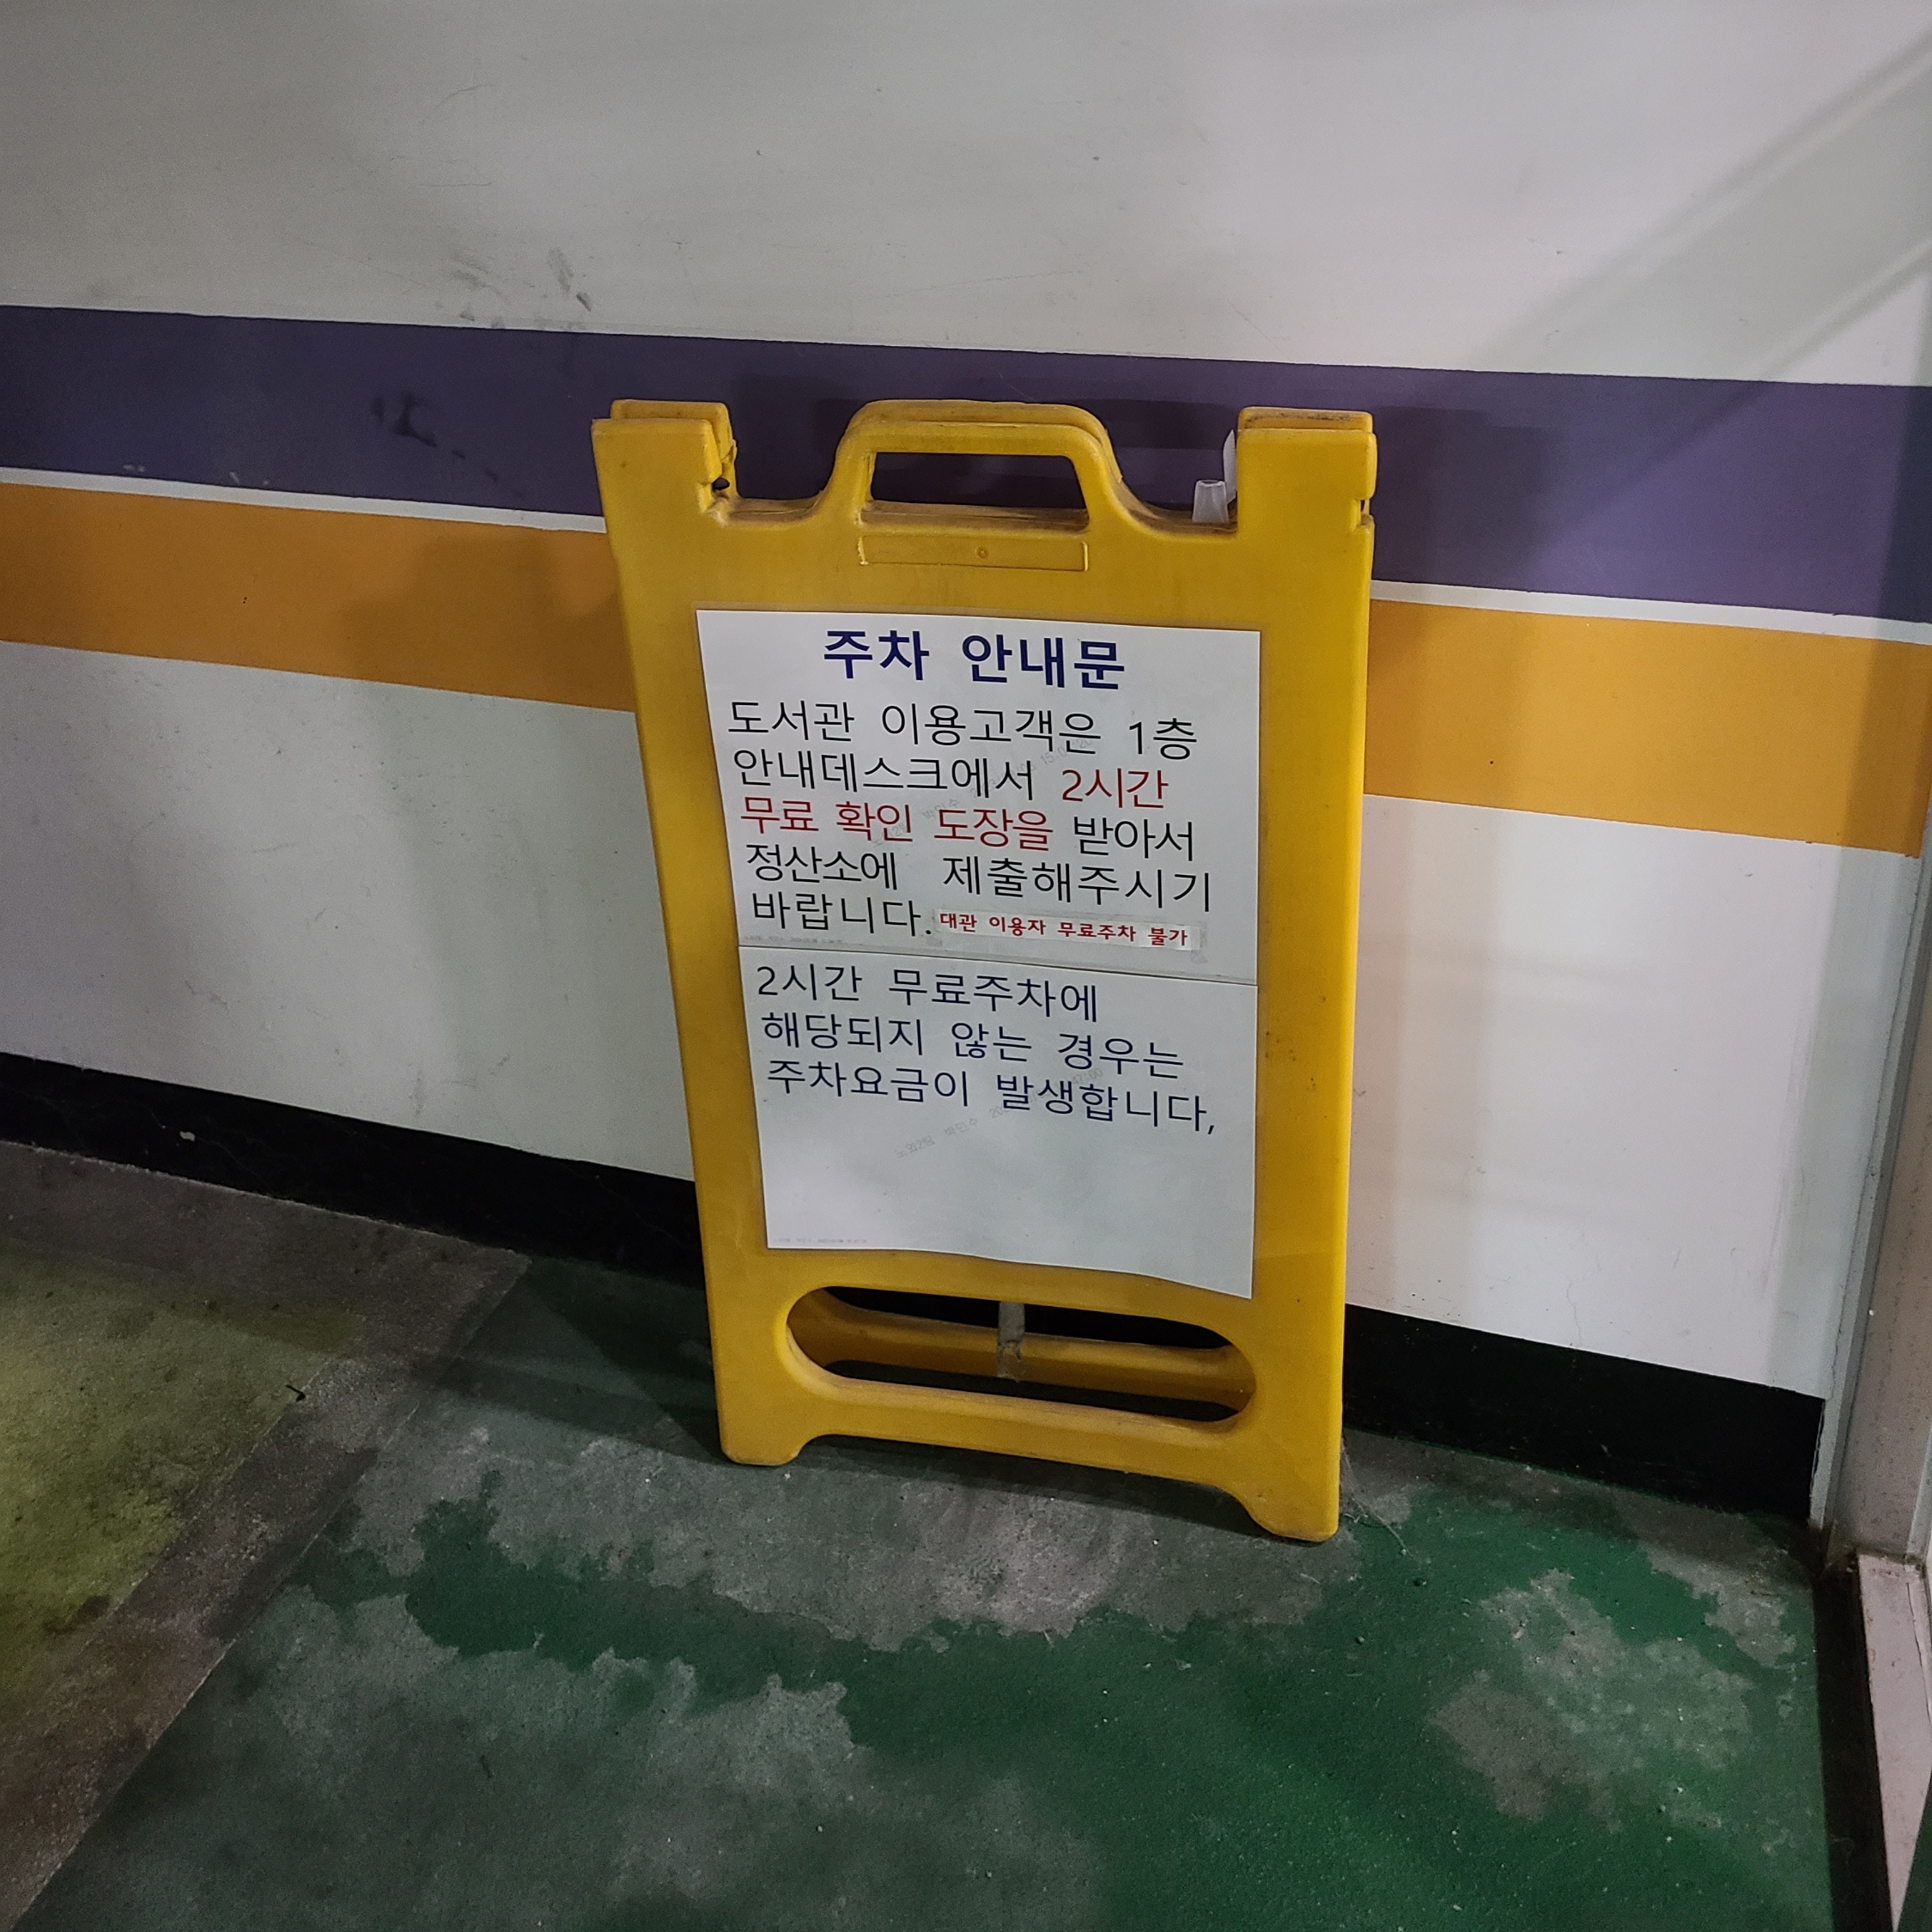 주차 안내문
도서관 이용고객은 1층
안내데스크에서 2시간
무료 확인 도장을 받아서
정산소에 제출해주시기
바랍니다.
대관 이용자 무료주차 불가
2시간 무료주차에
해당되지 않는 경우는
주차요금이 발생합니다,